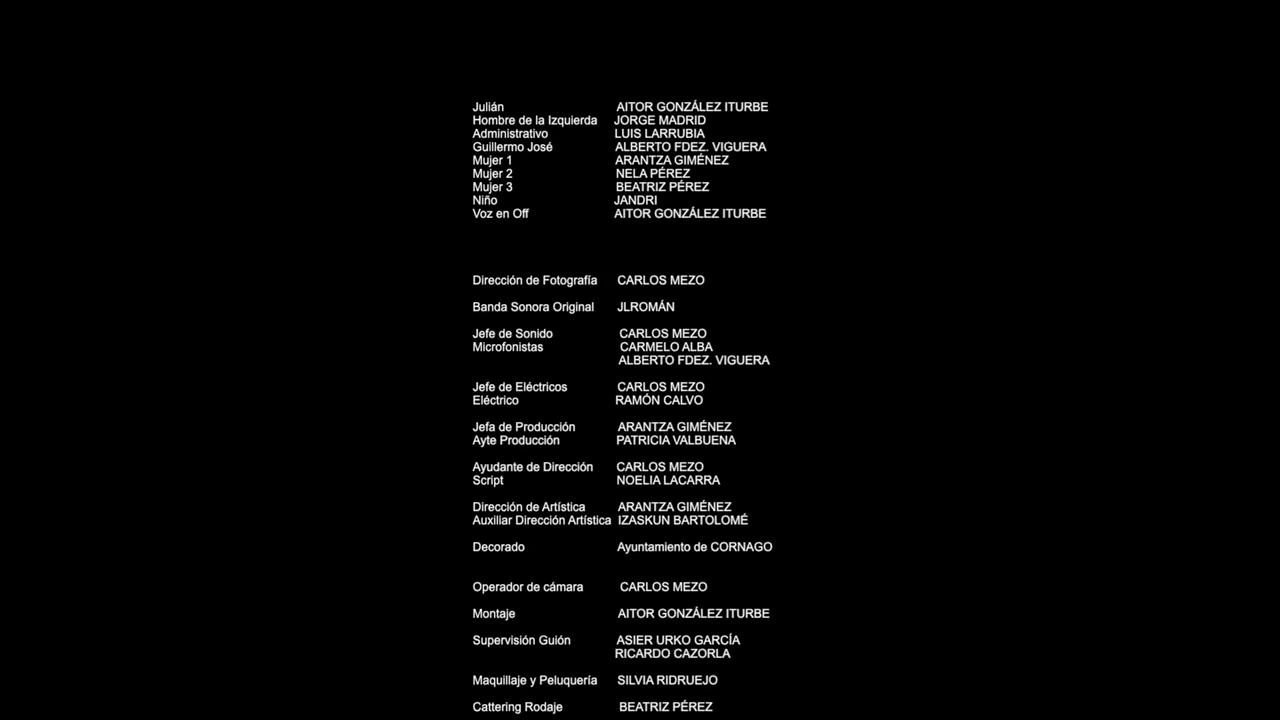 Julián AITOR GONZÁLEZ ITURBE
Hombre de la Izquierda JORGE MADRID
Administrativo LUIS LARRUBIA
Guillermo José ALBERTO FDEZ. VIGUERA
Mujer 1 ARANTZA GIMÉNEZ
Mujer 2 NELA PÉREZ
Mujer 3 BEATRIZ PÉREZ
Niño JANDRI
Voz en Off AITOR GONZÁLEZ ITURBE
Dirección de Fotografía CARLOS MEZO
Banda Sonora Original JLROMÁN
Jefe de Sonido CARLOS MEZO
Microfonistas CARMELO ALBA
ALBERTO FDEZ. VIGUERA
Jefe de Eléctricos CARLOS MEZO
Eléctrico RAMÓN CALVO
Jefa de Producción ARANTZA GIMÉNEZ
Ayte Producción PATRICIA VALBUENA
Ayudante de Dirección CARLOS MEZO
Script NOELIA LACARRA
Dirección de Artística ARANTZA GIMÉNEZ
Auxiliar Dirección Artística IZASKUN BARTOLOMÉ
Decorado Ayuntamiento de CORNAGO
Operador de cámara CARLOS MEZO
Montaje AITOR GONZÁLEZ ITURBE
Supervisión Guión ASIER URKO GARCÍA
RICARDO CAZORLA
Maquillaje y Peluquería SILVIA RIDRUEJO
Cattering Rodaje BEATRIZ PÉREZ